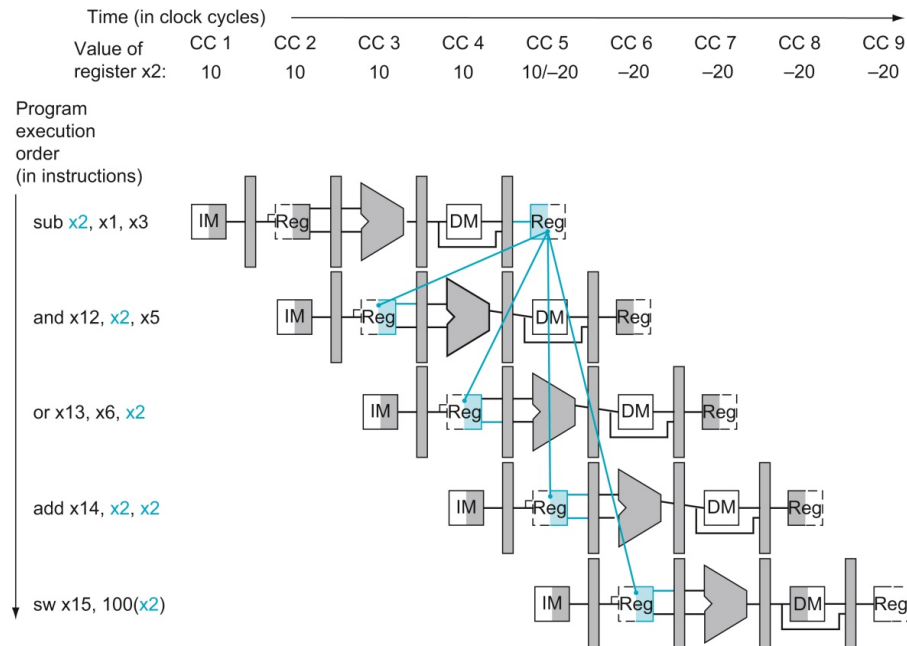 Time (in clock cycles)
Value of register x2:
CC 1 CC 2 CC 3 CC 4 CC 5 CC 6 CC 7 CC 8 CC 9
10 10 10 10 10/–20 –20 –20 –20 –20
Program
execution
order
(in instructions)
sub x2, x1, x3
IM Reg DM Reg
and x12, x2, x5
IM Reg DM Reg
or x13, x6, x2
IM Reg DM Reg
add x14, x2, x2
IM Reg DM Reg
sw x15, 100(x2)
IM Reg DM Reg